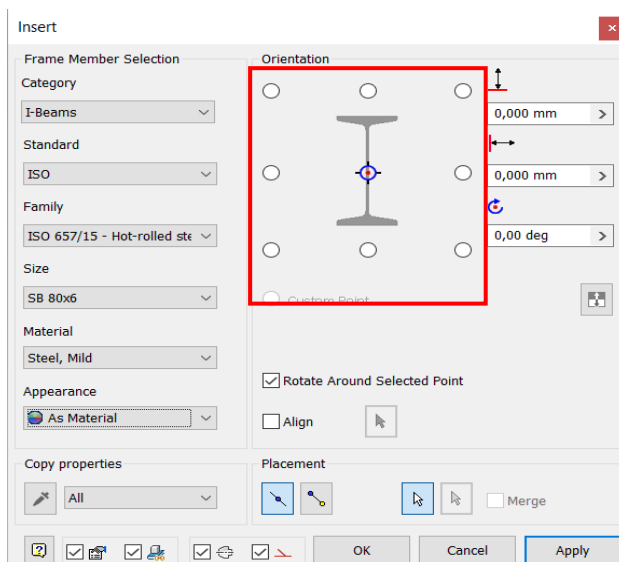 Insert
Frame Member Selection
Category
I-Beams
Standard
ISO
Family
ISO 657/15 - Hot-rolled ste
Size
SB 80x6
Material
Steel, Mild
Appearance
As Material
Copy properties
All
Orientation
0,000 mm
0,000 mm
0,00 deg
Custom Point
Rotate Around Selected Point
Align
Placement
Merge
OK
Cancel
Apply